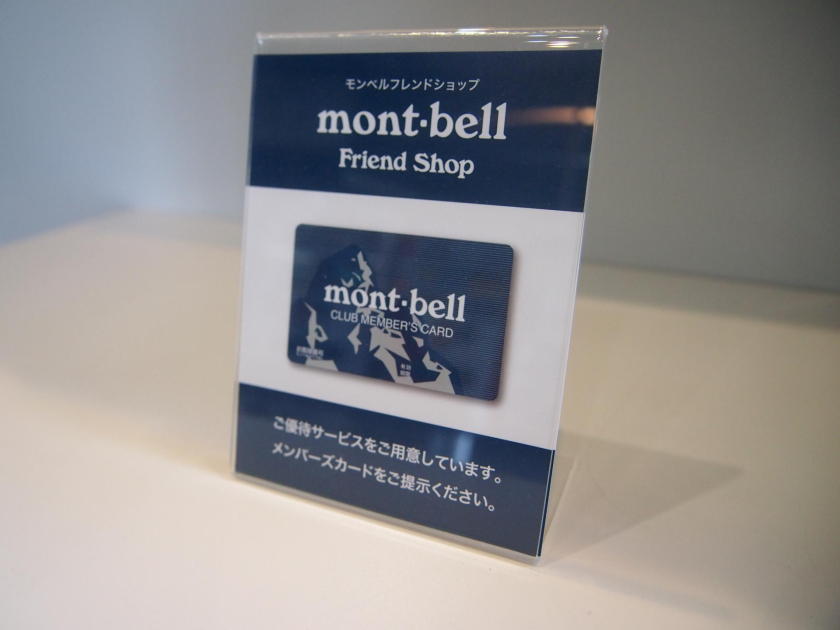 モンベルフレンドショップ
mont·bell
Friend Shop
mont·bell
CLUB MEMBER'S CARD
ご優待サービスをご用意しています。
メンバーズカードをご提示ください。